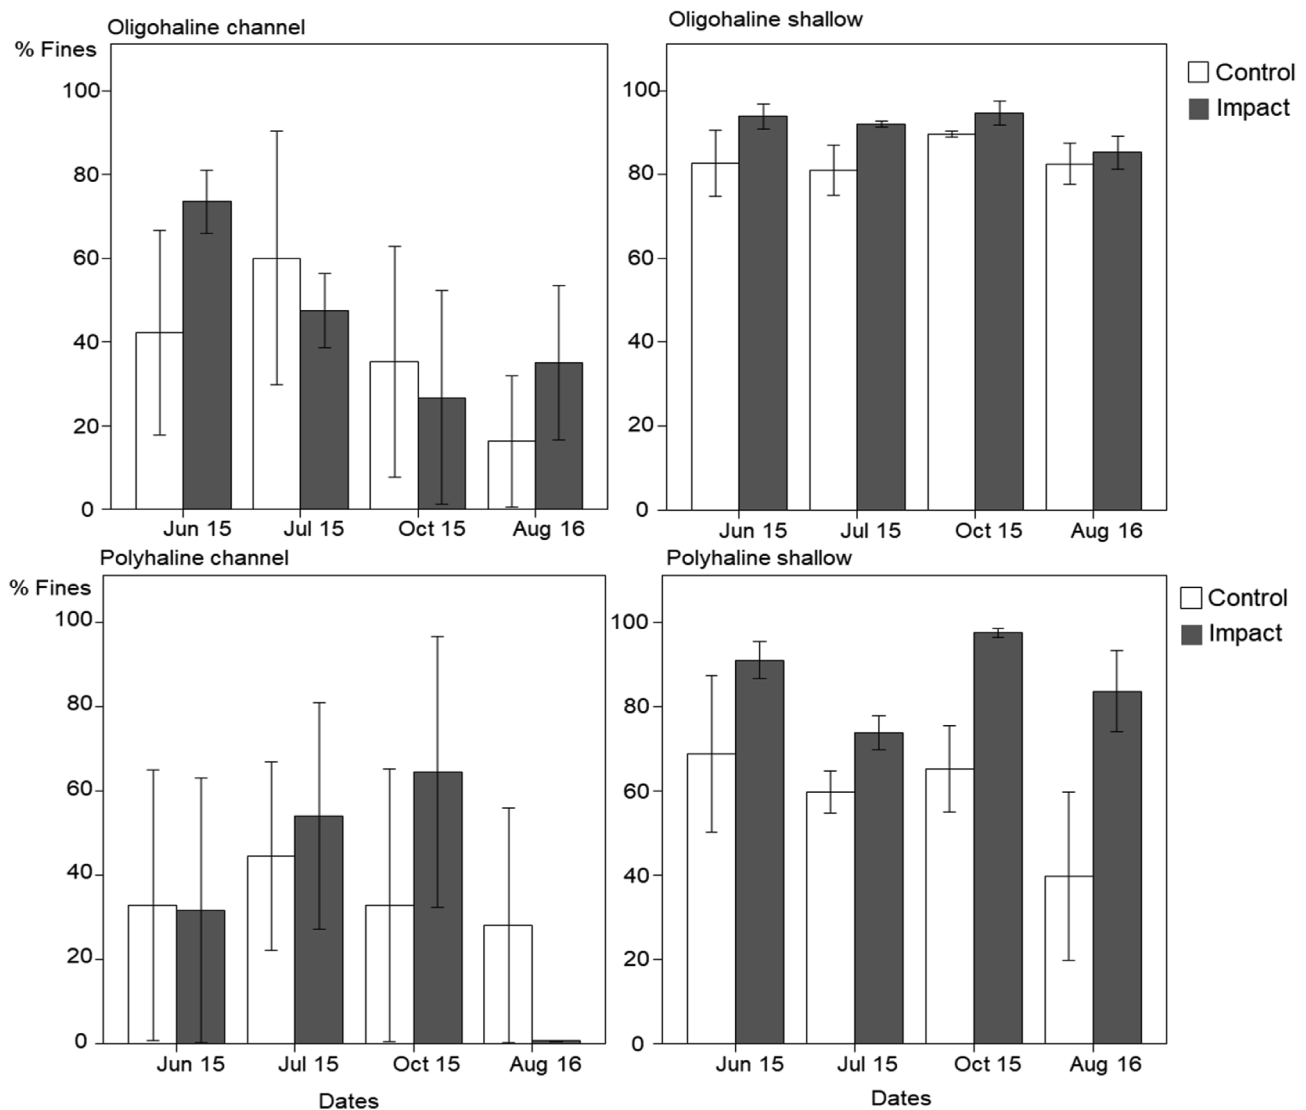 Oligohaline channel
% Fines
100
80
60
40
20
0
Jun 15 Jul 15 Oct 15 Aug 16
Oligohaline shallow
100
80
60
40
20
0
Jun 15 Jul 15 Oct 15 Aug 16
Control
Impact
Polyhaline channel
% Fines
100
80
60
40
20
0
Jun 15 Jul 15 Oct 15 Aug 16
Dates
Polyhaline shallow
100
80
60
40
20
0
Jun 15 Jul 15 Oct 15 Aug 16
Dates
Control
Impact